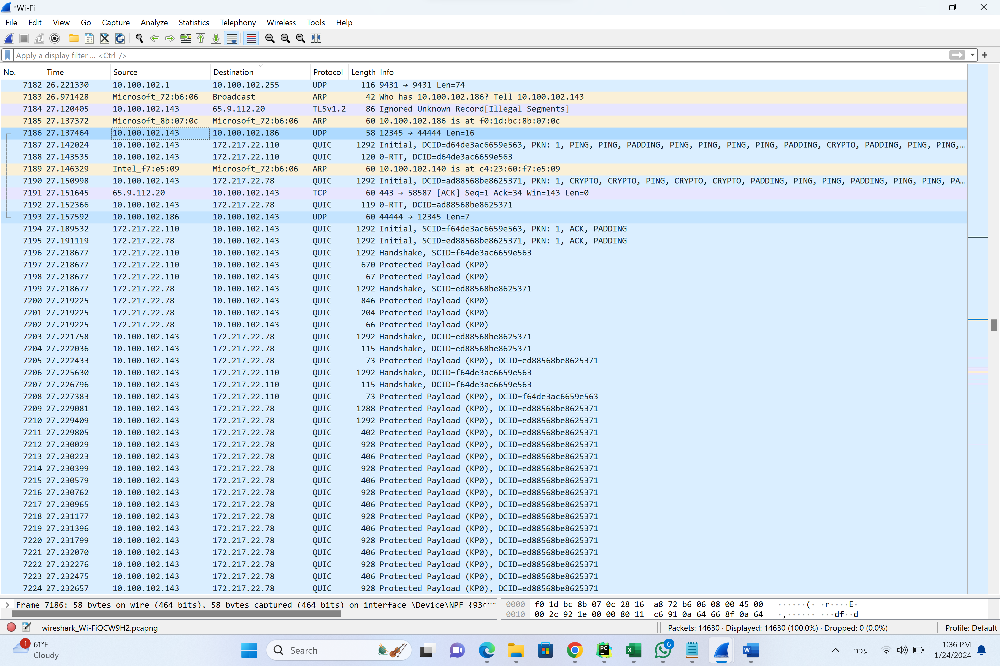 *Wi-Fi
File Edit View Go Capture Analyze Statistics Telephony Wireless Tools Help
Apply a display filter ... <Ctrl-/>
No. Time Source Destination Protocol Length Info
7182 26.221330 10.100.102.1 10.100.102.255 UDP 116 9431 → 9431 Len=74
7183 26.971428 Microsoft_72:b6:06 Broadcast ARP 42 Who has 10.100.102.186? Tell 10.100.102.143
7184 27.120405 10.100.102.143 65.9.112.20 TLSv1.2 86 Ignored Unknown Record[Illegal Segments]
7185 27.137372 Microsoft_8b:07:0c Microsoft_72:b6:06 ARP 60 10.100.102.186 is at f0:1d:bc:8b:07:0c
7186 27.137464 10.100.102.143 10.100.102.186 UDP 58 12345 → 44444 Len=16
7187 27.142024 10.100.102.143 172.217.22.110 QUIC 1292 Initial, DCID=d64de3ac6659e563, PKN: 1, PING, PING, PADDING, PING, PING, PING, PING, PADDING, CRYPTO, PADDING, PING, PING,…
7188 27.143535 10.100.102.143 172.217.22.110 QUIC 120 0-RTT, DCID=d64de3ac6659e563
7189 27.146329 Intel_f7:e5:09 Microsoft_72:b6:06 ARP 60 10.100.102.140 is at c4:23:60:f7:e5:09
7190 27.150998 10.100.102.143 172.217.22.78 QUIC 1292 Initial, DCID=ad88568be8625371, PKN: 1, CRYPTO, CRYPTO, PING, CRYPTO, CRYPTO, PADDING, PING, PING, PADDING, PING, PING, PA…
7191 27.151645 65.9.112.20 10.100.102.143 TCP 60 443 → 58587 [ACK] Seq=1 Ack=34 Win=143 Len=0
7192 27.152366 10.100.102.143 172.217.22.78 QUIC 119 0-RTT, DCID=ad88568be8625371
7193 27.157592 10.100.102.186 10.100.102.143 UDP 60 44444 → 12345 Len=7
7194 27.189532 172.217.22.110 10.100.102.143 QUIC 1292 Initial, SCID=f64de3ac6659e563, PKN: 1, ACK, PADDING
7195 27.191119 172.217.22.78 10.100.102.143 QUIC 1292 Initial, SCID=ed88568be8625371, PKN: 1, ACK, PADDING
7196 27.218677 172.217.22.110 10.100.102.143 QUIC 1292 Handshake, SCID=f64de3ac6659e563
7197 27.218677 172.217.22.110 10.100.102.143 QUIC 670 Protected Payload (KP0)
7198 27.218677 172.217.22.110 10.100.102.143 QUIC 67 Protected Payload (KP0)
7199 27.218677 172.217.22.78 10.100.102.143 QUIC 1292 Handshake, SCID=ed88568be8625371
7200 27.219225 172.217.22.78 10.100.102.143 QUIC 846 Protected Payload (KP0)
7201 27.219225 172.217.22.78 10.100.102.143 QUIC 204 Protected Payload (KP0)
7202 27.219225 172.217.22.78 10.100.102.143 QUIC 66 Protected Payload (KP0)
7203 27.221758 10.100.102.143 172.217.22.78 QUIC 1292 Handshake, DCID=ed88568be8625371
7204 27.222036 10.100.102.143 172.217.22.78 QUIC 115 Handshake, DCID=ed88568be8625371
7205 27.222433 10.100.102.143 172.217.22.78 QUIC 73 Protected Payload (KP0), DCID=ed88568be8625371
7206 27.225630 10.100.102.143 172.217.22.110 QUIC 1292 Handshake, DCID=f64de3ac6659e563
7207 27.226796 10.100.102.143 172.217.22.110 QUIC 115 Handshake, DCID=f64de3ac6659e563
7208 27.227383 10.100.102.143 172.217.22.110 QUIC 73 Protected Payload (KP0), DCID=f64de3ac6659e563
7209 27.229081 10.100.102.143 172.217.22.78 QUIC 1288 Protected Payload (KP0), DCID=ed88568be8625371
7210 27.229409 10.100.102.143 172.217.22.78 QUIC 1292 Protected Payload (KP0), DCID=ed88568be8625371
7211 27.229805 10.100.102.143 172.217.22.78 QUIC 402 Protected Payload (KP0), DCID=ed88568be8625371
7212 27.230029 10.100.102.143 172.217.22.78 QUIC 928 Protected Payload (KP0), DCID=ed88568be8625371
7213 27.230223 10.100.102.143 172.217.22.78 QUIC 406 Protected Payload (KP0), DCID=ed88568be8625371
7214 27.230399 10.100.102.143 172.217.22.78 QUIC 928 Protected Payload (KP0), DCID=ed88568be8625371
7215 27.230579 10.100.102.143 172.217.22.78 QUIC 406 Protected Payload (KP0), DCID=ed88568be8625371
7216 27.230762 10.100.102.143 172.217.22.78 QUIC 928 Protected Payload (KP0), DCID=ed88568be8625371
7217 27.230965 10.100.102.143 172.217.22.78 QUIC 406 Protected Payload (KP0), DCID=ed88568be8625371
7218 27.231177 10.100.102.143 172.217.22.78 QUIC 928 Protected Payload (KP0), DCID=ed88568be8625371
7219 27.231396 10.100.102.143 172.217.22.78 QUIC 406 Protected Payload (KP0), DCID=ed88568be8625371
7220 27.231799 10.100.102.143 172.217.22.78 QUIC 928 Protected Payload (KP0), DCID=ed88568be8625371
7221 27.232070 10.100.102.143 172.217.22.78 QUIC 406 Protected Payload (KP0), DCID=ed88568be8625371
7222 27.232276 10.100.102.143 172.217.22.78 QUIC 928 Protected Payload (KP0), DCID=ed88568be8625371
7223 27.232475 10.100.102.143 172.217.22.78 QUIC 406 Protected Payload (KP0), DCID=ed88568be8625371
7224 27.232657 10.100.102.143 172.217.22.78 QUIC 928 Protected Payload (KP0), DCID=ed88568be8625371
Frame 7186: 58 bytes on wire (464 bits), 58 bytes captured (464 bits) on interface \Device\NPF_{934
0000 f0 1d bc 8b 07 0c 28 16 a8 72 b6 06 08 00 45 00 ······(· ·r····E·
0010 00 2c 92 1e 00 00 80 11 c6 91 0a 64 66 8f 0a 64 ·,······ ···df··d
wireshark_Wi-FiQCW9H2.pcapng Packets: 14630 · Displayed: 14630 (100.0%) · Dropped: 0 (0.0%) Profile: Default
1 61°F
Cloudy
Search
PC
X
6
W
עבר
1:36 PM
1/24/2024